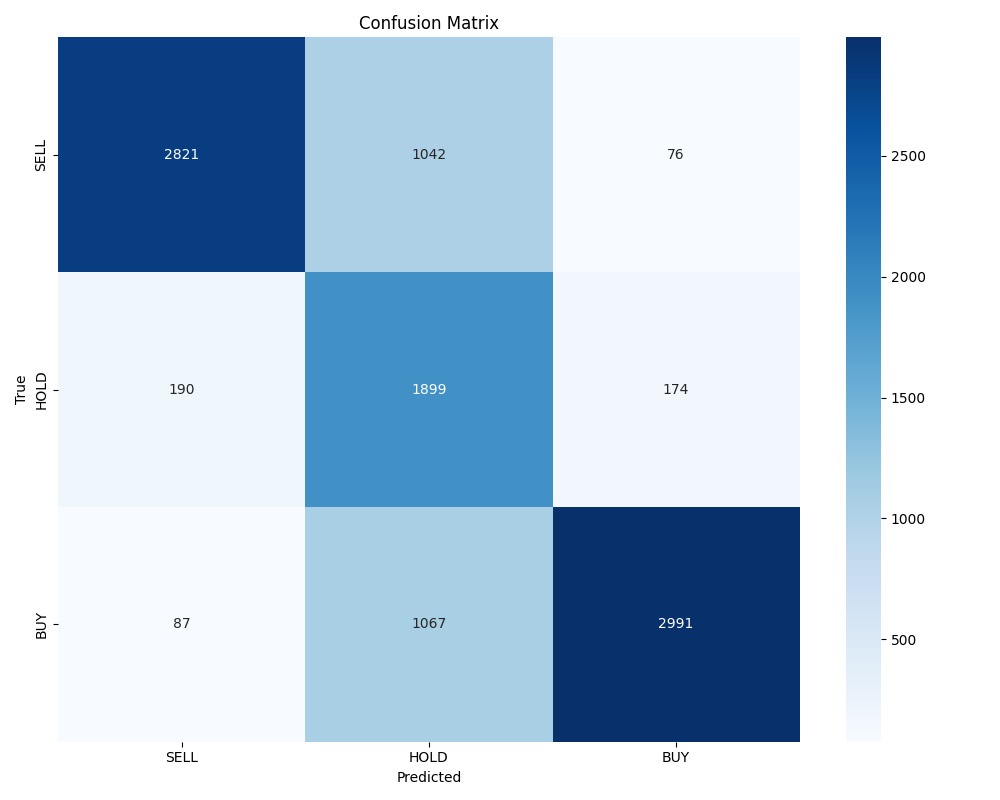 Confusion Matrix
True
SELL
2821 1042 76
HOLD
190 1899 174
BUY
87 1067 2991
SELL HOLD BUY
Predicted
2500
2000
1500
1000
500